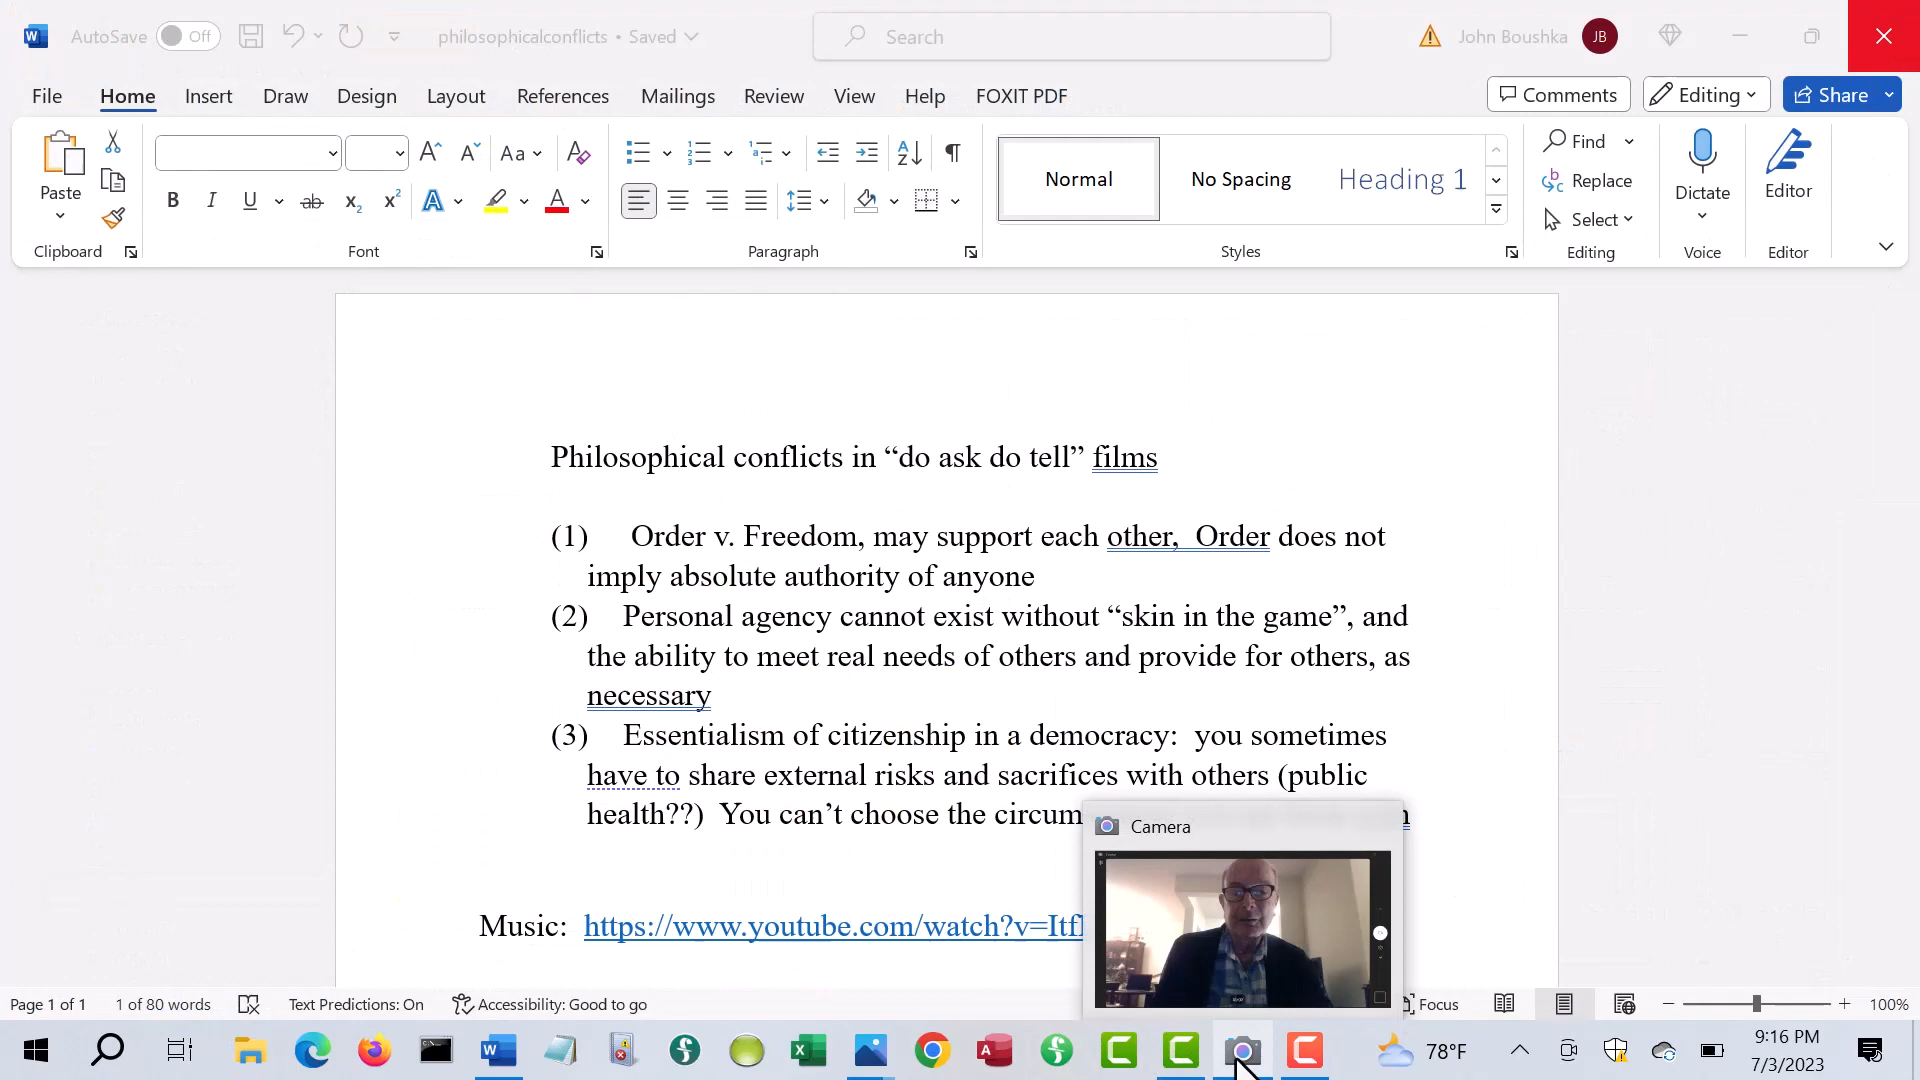 AutoSave Off philosophicalconflicts • Saved Search John Boushka JB
File Home Insert Draw Design Layout References Mailings Review View Help FOXIT PDF Comments Editing Share
Paste
Clipboard
Aa
B I U ab x₂ x² A A
Font
Paragraph
Normal No Spacing Heading 1
Styles
Find
Replace
Select
Editing
Dictate
Voice
Editor
Editor
Philosophical conflicts in “do ask do tell” films
(1) Order v. Freedom, may support each other, Order does not
imply absolute authority of anyone
(2) Personal agency cannot exist without “skin in the game”, and
the ability to meet real needs of others and provide for others, as
necessary
(3) Essentialism of citizenship in a democracy: you sometimes
have to share external risks and sacrifices with others (public
health??) You can’t choose the circum
Camera
Music: https://www.youtube.com/watch?v=Itf
Page 1 of 1 1 of 80 words Text Predictions: On Accessibility: Good to go Focus 100%
78°F 9:16 PM
7/3/2023